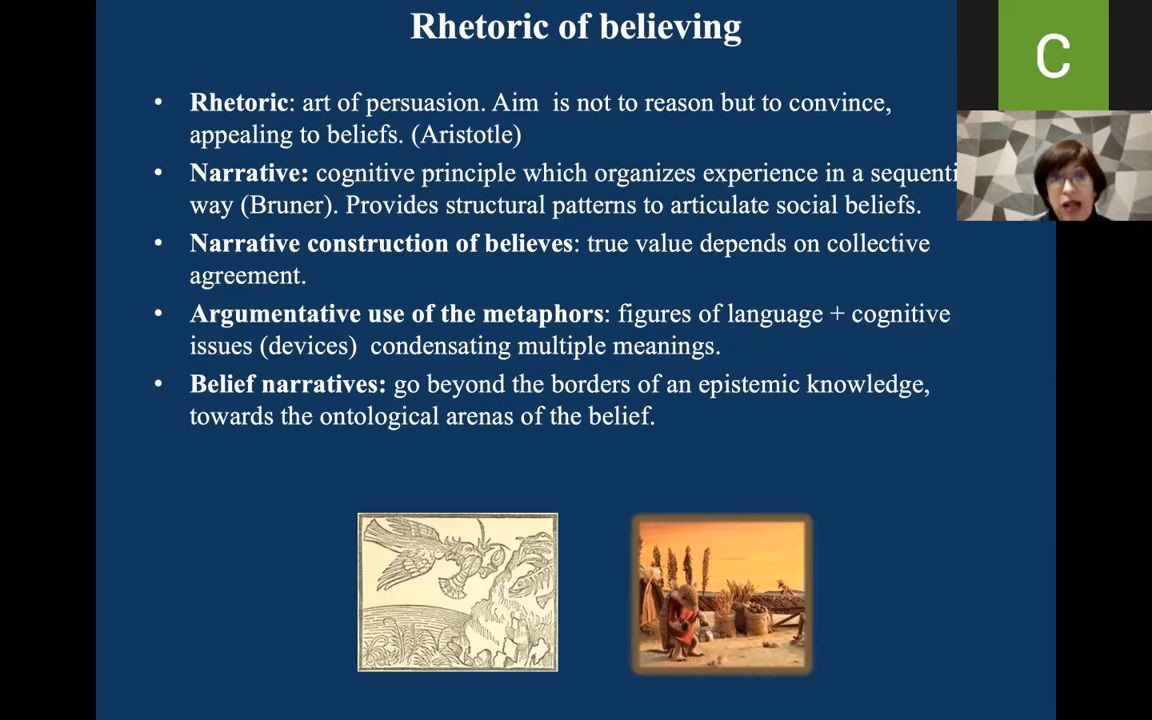 Rhetoric of believing
C
• Rhetoric: art of persuasion. Aim is not to reason but to convince,
appealing to beliefs. (Aristotle)
• Narrative: cognitive principle which organizes experience in a sequenti
way (Bruner). Provides structural patterns to articulate social beliefs.
• Narrative construction of believes: true value depends on collective
agreement.
• Argumentative use of the metaphors: figures of language + cognitive
issues (devices) condensating multiple meanings.
• Belief narratives: go beyond the borders of an epistemic knowledge,
towards the ontological arenas of the belief.